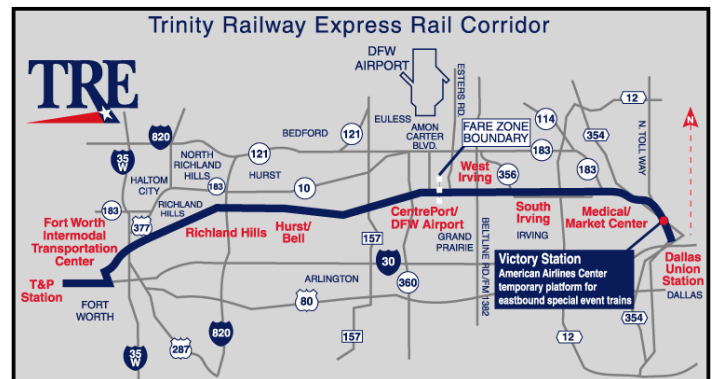 Trinity Railway Express Rail Corridor
TRE
DFW
AIRPORT
ESTERS RD.
12
N. TOLL WAY
N
820
BEDFORD
121
EULESS
AMON
CARTER
BLVD.
FARE ZONE
BOUNDARY
114
354
183
35
W
NORTH
RICHLAND
HILLS
121
HURST
West
Irving
356
183
HALTOM
CITY
183
10
183
RICHLAND
HILLS
377
Fort Worth
Intermodal
Transportation
Center
Richland Hills
Hurst/
Bell
CentrePort/
DFW Airport
South
Irving
Medical/
Market Center
157
GRAND
PRAIRIE
BELTLINE RD./FM 1382
IRVING
30
Victory Station
American Airlines Center
temporary platform for
eastbound special event trains
Dallas
Union
Station
T&P
Station
ARLINGTON
360
DALLAS
FORT
WORTH
80
354
820
157
12
35
W
287